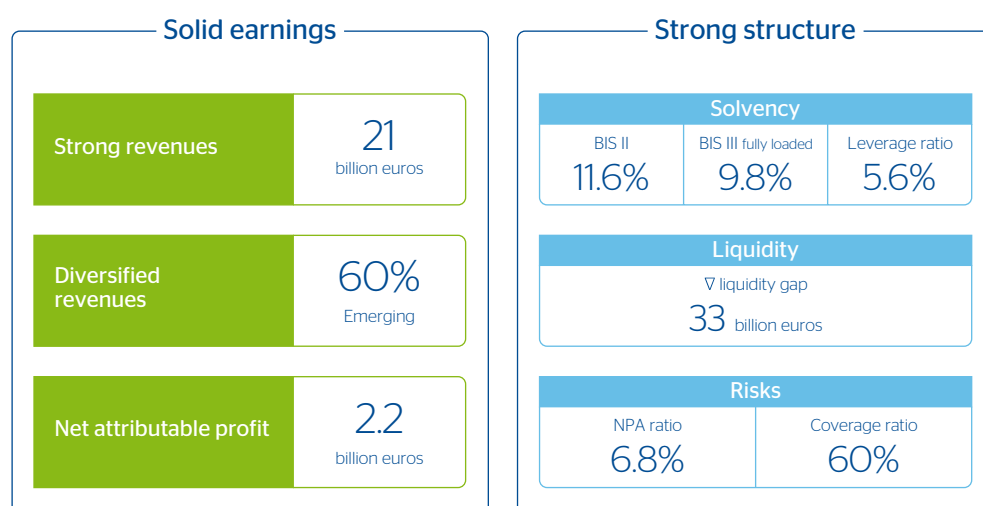 Solid earnings
Strong revenues
21
billion euros
Diversified
revenues
60%
Emerging
Net attributable profit
2.2
billion euros
Strong structure
Solvency
BIS II
11.6%
BIS III fully loaded
9.8%
Leverage ratio
5.6%
Liquidity
∇ liquidity gap
33 billion euros
Risks
NPA ratio
6.8%
Coverage ratio
60%